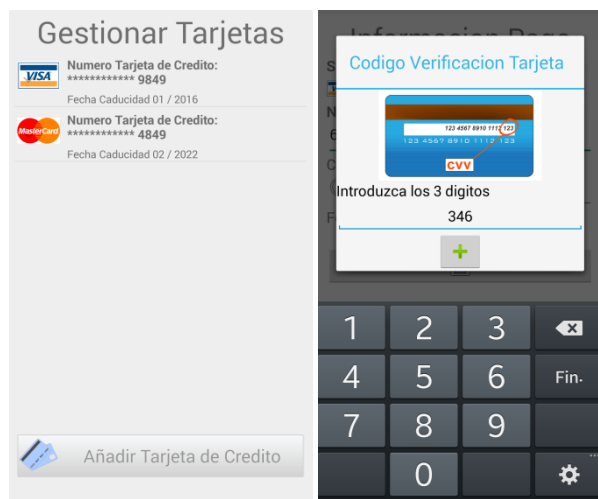 Gestionar Tarjetas
VISA
Numero Tarjeta de Credito:
************ 9849
Fecha Caducidad 01 / 2016
MasterCard
Numero Tarjeta de Credito:
************ 4849
Fecha Caducidad 02 / 2022
Añadir Tarjeta de Credito
Codigo Verificacion Tarjeta
123 4567 8910 1112 123
123 4567 8910 1112 123
CVV
Introduzca los 3 digitos
346
1 2 3
4 5 6 Fin.
7 8 9
0